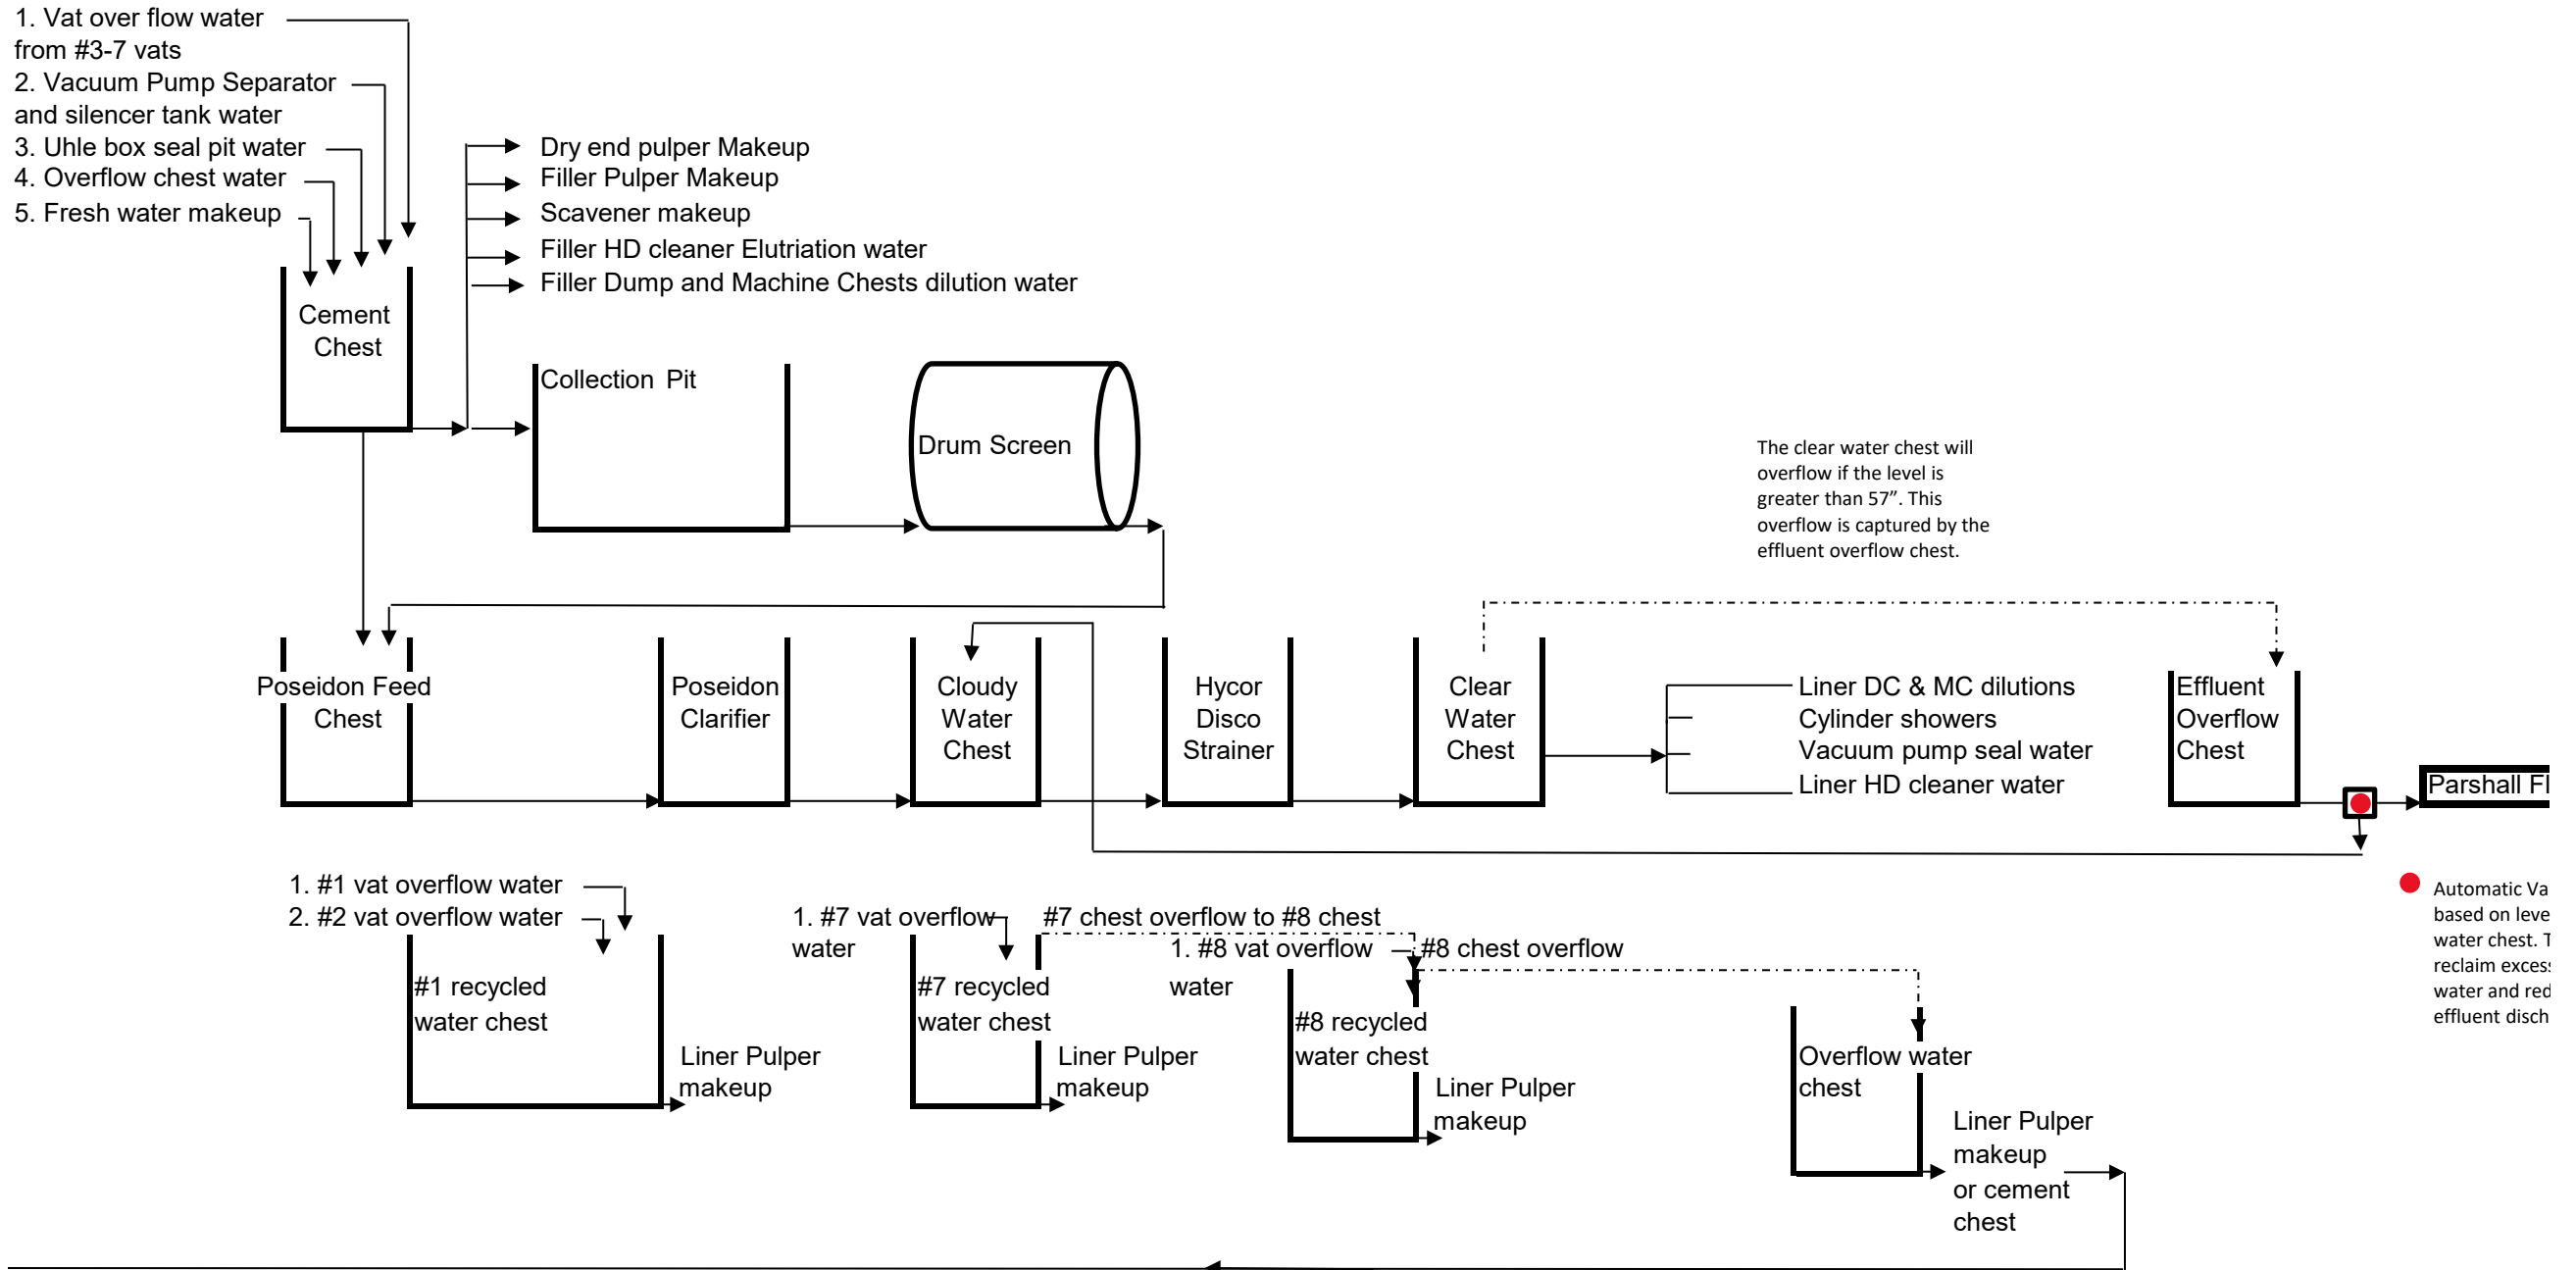 1. Vat over flow water
from #3-7 vats
2. Vacuum Pump Separator
and silencer tank water
3. Uhle box seal pit water
4. Overflow chest water
5. Fresh water makeup
Dry end pulper Makeup
Filler Pulper Makeup
Scavener makeup
Filler HD cleaner Elutriation water
Filler Dump and Machine Chests dilution water
Cement
Chest
Collection Pit
Drum Screen
The clear water chest will
overflow if the level is
greater than 57”. This
overflow is captured by the
effluent overflow chest.
Poseidon Feed
Chest
Poseidon
Clarifier
Cloudy
Water
Chest
Hycor
Disco
Strainer
Clear
Water
Chest
Liner DC & MC dilutions
Cylinder showers
Vacuum pump seal water
Liner HD cleaner water
Effluent
Overflow
Chest
Parshall Fl
1. #1 vat overflow water
2. #2 vat overflow water
#1 recycled
water chest
Liner Pulper
makeup
1. #7 vat overflow
water
#7 chest overflow to #8 chest
#7 recycled
water chest
Liner Pulper
makeup
1. #8 vat overflow
water
#8 chest overflow
#8 recycled
water chest
Liner Pulper
makeup
Overflow water
chest
Liner Pulper
makeup
or cement
chest
Automatic Va
based on leve
water chest. T
reclaim exces
water and red
effluent disch